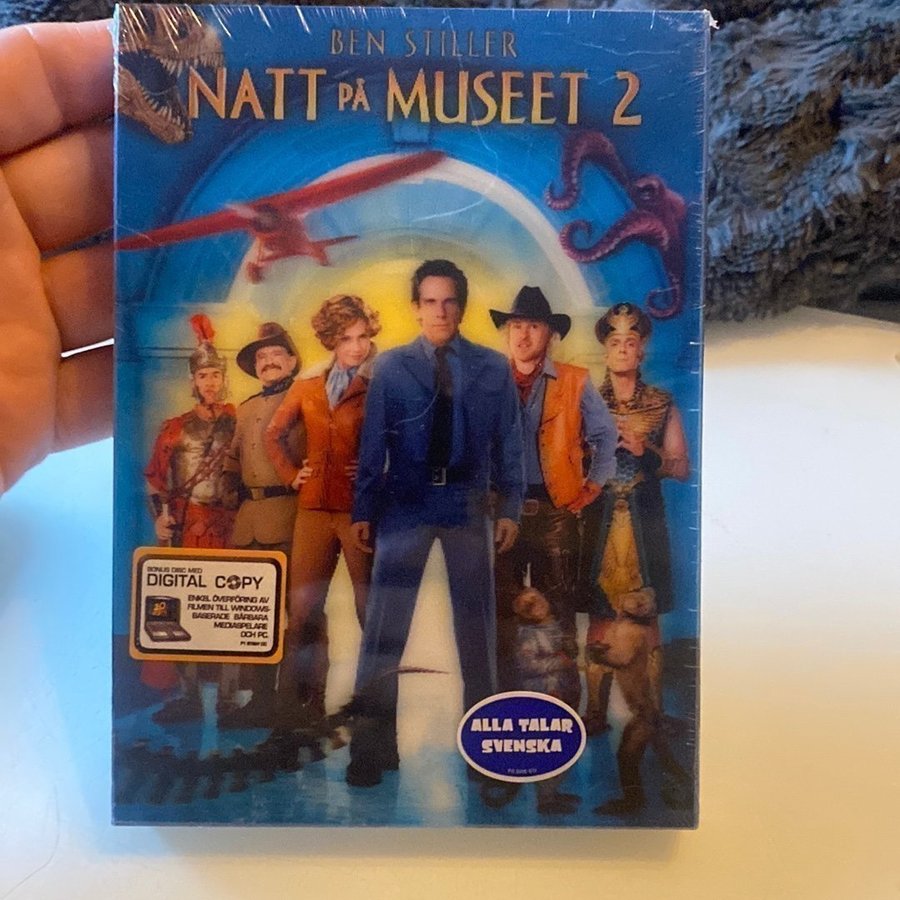 BEN STILLER
NATT PÅ MUSEET 2
BONUS DISC MED
DIGITAL COPY
ENKEL ÖVERFÖRING AV
FILMEN TILL WINDOWS-
BASERADE BÄRBARA
MEDIASPELARE
OCH PC.
ALLA TALAR
SVENSKA